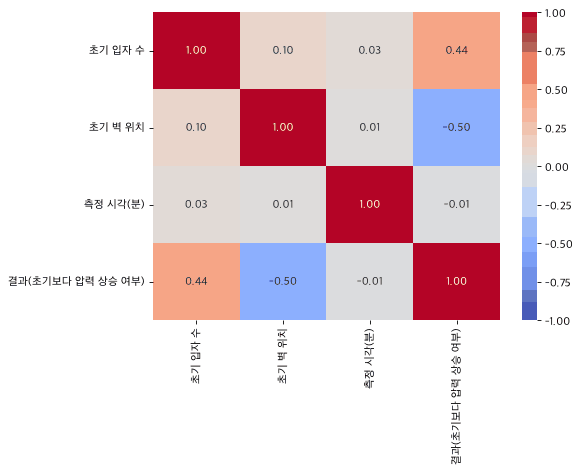 초기 입자 수
1.00 0.10 0.03 0.44
초기 벽 위치
0.10 1.00 0.01 -0.50
측정 시각(분)
0.03 0.01 1.00 -0.01
결과(초기보다 압력 상승 여부)
0.44 -0.50 -0.01 1.00
초기 입자 수
초기 벽 위치
측정 시각(분)
결과(초기보다 압력 상승 여부)
1.00
0.75
0.50
0.25
0.00
-0.25
-0.50
-0.75
-1.00